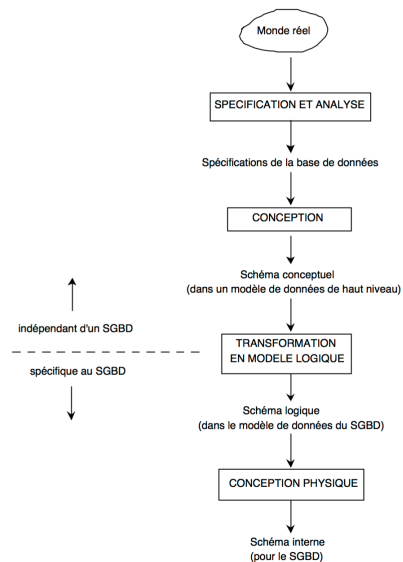 Monde réel
SPECIFICATION ET ANALYSE
Spécifications de la base de données
CONCEPTION
Schéma conceptuel
(dans un modèle de données de haut niveau)
indépendant d'un SGBD
spécifique au SGBD
TRANSFORMATION
EN MODELE LOGIQUE
Schéma logique
(dans le modèle de données du SGBD)
CONCEPTION PHYSIQUE
Schéma interne
(pour le SGBD)